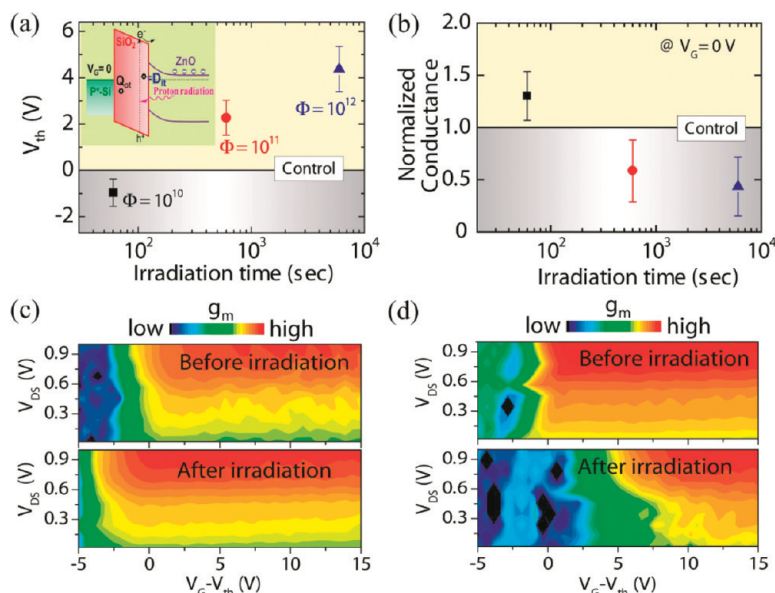 (a)
V_th (V)
6
4
2
0
-2
10^2
10^3
10^4
Irradiation time (sec)
SiO_2
e^-
ZnO
V_G = 0
Q_ot
D_it
P^+-Si
Proton radiation
h^+
Φ = 10^12
Φ = 10^11
Control
Φ = 10^10
(b)
Normalized
Conductance
2.0
1.5
1.0
0.5
0
@ V_G = 0 V
Control
10^2
10^3
10^4
Irradiation time (sec)
(c)
g_m
low
high
Before irradiation
V_DS (V)
0.9
0.6
0.3
After irradiation
V_DS (V)
0.9
0.6
0.3
-5
0
5
10
15
V_G-V_th (V)
(d)
g_m
low
high
Before irradiation
V_DS (V)
0.9
0.6
0.3
After irradiation
V_DS (V)
0.9
0.6
0.3
-5
0
5
10
15
V_G-V_th (V)